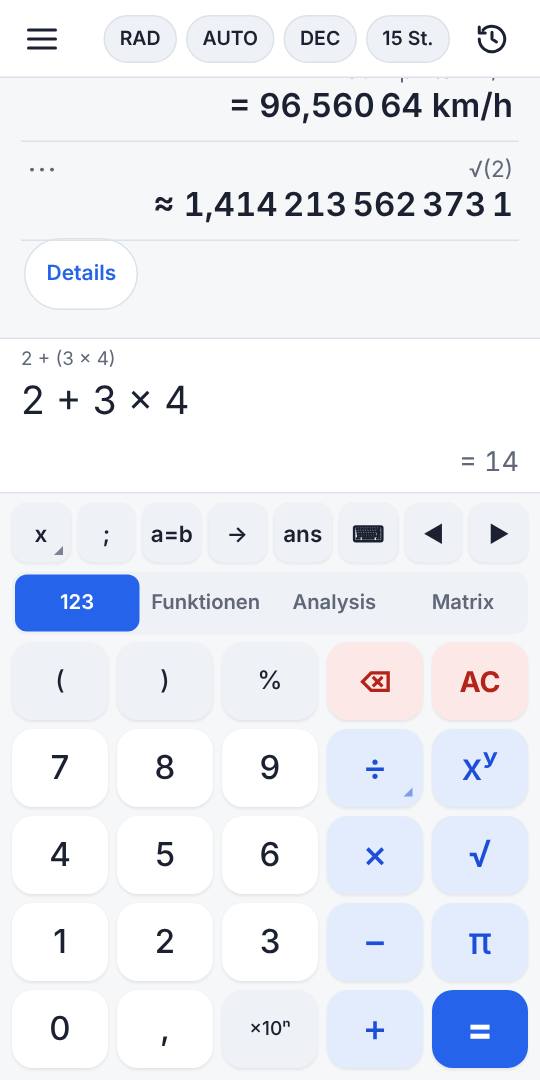 RAD AUTO DEC 15 St.
= 96,560 64 km/h
... √(2)
≈ 1,414 213 562 373 1
Details
2 + (3 × 4)
2 + 3 × 4
= 14
x ; a=b → ans ⌨ ◀ ▶
123 Funktionen Analysis Matrix
( ) % ⌫ AC
7 8 9 ÷ xʸ
4 5 6 × √
1 2 3 − π
0 , ×10ⁿ + =